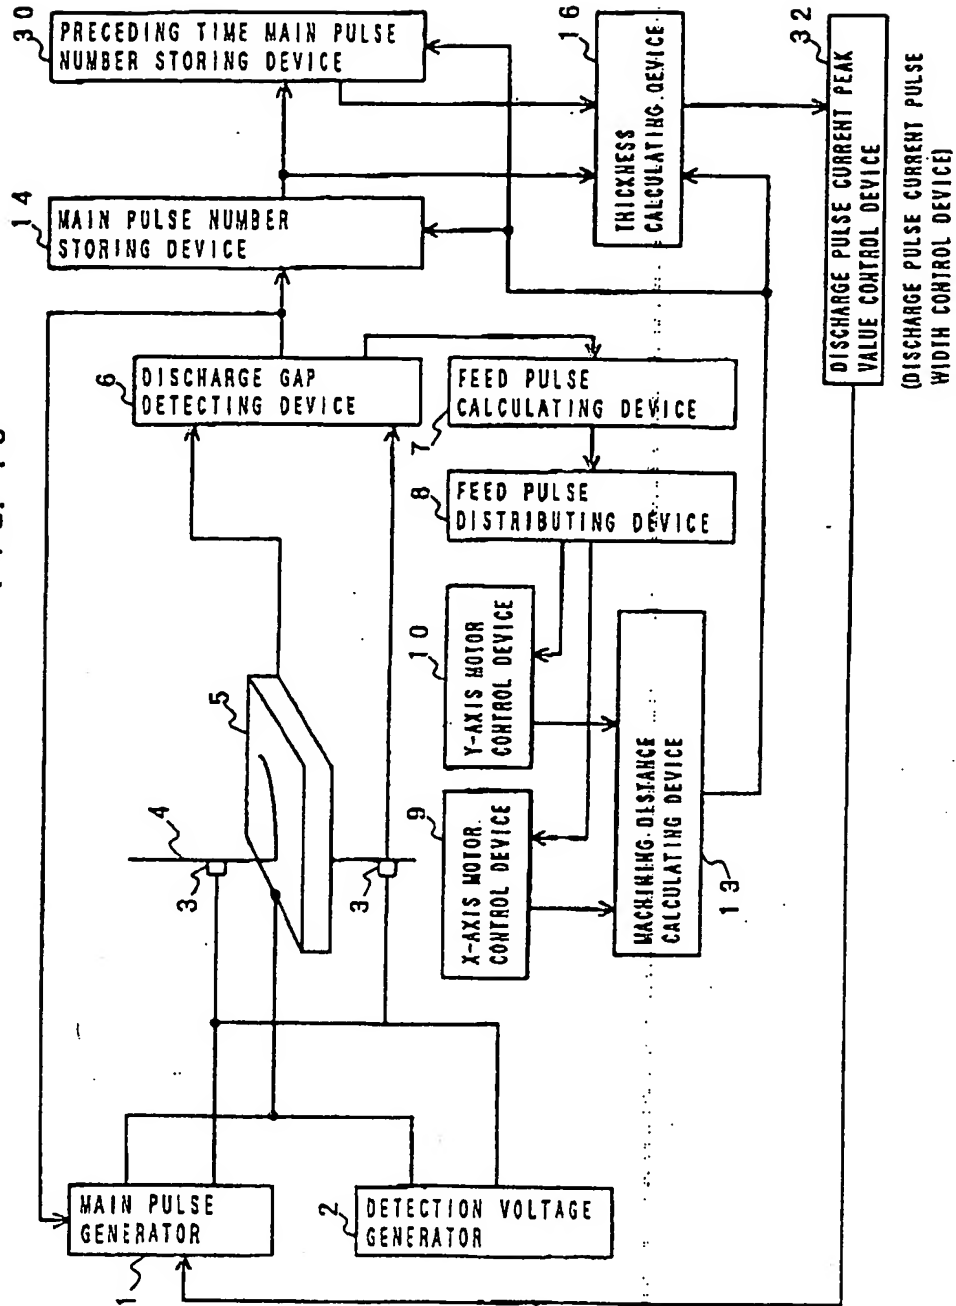 30
PRECEDING TIME MAIN PULSE
NUMBER STORING DEVICE
14
MAIN PULSE NUMBER
STORING DEVICE
16
THICKNESS
CALCULATING DEVICE
32
DISCHARGE PULSE CURRENT PEAK
VALUE CONTROL DEVICE
(DISCHARGE PULSE CURRENT PULSE
WIDTH CONTROL DEVICE)
6
DISCHARGE GAP
DETECTING DEVICE
7
FEED PULSE
CALCULATING DEVICE
8
FEED PULSE
DISTRIBUTING DEVICE
10
Y-AXIS MOTOR
CONTROL DEVICE
9
X-AXIS MOTOR
CONTROL DEVICE
MACHINING DISTANCE
CALCULATING DEVICE
13
5
4
3
3
MAIN PULSE
GENERATOR
1
2
DETECTION VOLTAGE
GENERATOR